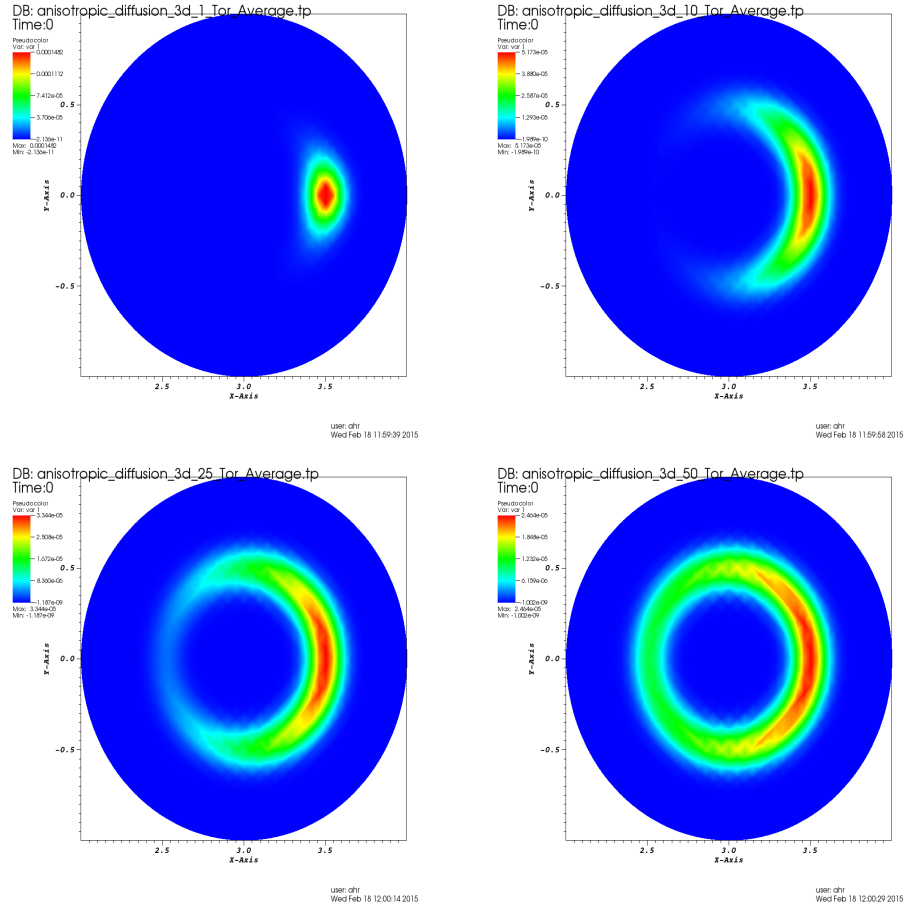 DB: anisotropic_diffusion_3d_1_Tor_Average.tp
Time:0
Pseudocolor
Var: var 1
0.0001482
0.0001112
7.412e-05
3.706e-05
-2.136e-11
Max: 0.0001482
Min: -2.136e-11
0.5
0.0
-0.5
Y-Axis
2.5 3.0 3.5
X-Axis
user: ahr
Wed Feb 18 11:59:39 2015
DB: anisotropic_diffusion_3d_10_Tor_Average.tp
Time:0
Pseudocolor
Var: var 1
5.173e-05
3.880e-05
2.587e-05
1.293e-05
-1.989e-10
Max: 5.173e-05
Min: -1.989e-10
0.5
0.0
-0.5
Y-Axis
2.5 3.0 3.5
X-Axis
user: ahr
Wed Feb 18 11:59:58 2015
DB: anisotropic_diffusion_3d_25_Tor_Average.tp
Time:0
Pseudocolor
Var: var 1
3.344e-05
2.508e-05
1.672e-05
8.360e-06
-1.187e-09
Max: 3.344e-05
Min: -1.187e-09
0.5
0.0
-0.5
Y-Axis
2.5 3.0 3.5
X-Axis
user: ahr
Wed Feb 18 12:00:14 2015
DB: anisotropic_diffusion_3d_50_Tor_Average.tp
Time:0
Pseudocolor
Var: var 1
2.464e-05
1.848e-05
1.232e-05
6.159e-06
-1.002e-09
Max: 2.464e-05
Min: -1.002e-09
0.5
0.0
-0.5
Y-Axis
2.5 3.0 3.5
X-Axis
user: ahr
Wed Feb 18 12:00:29 2015